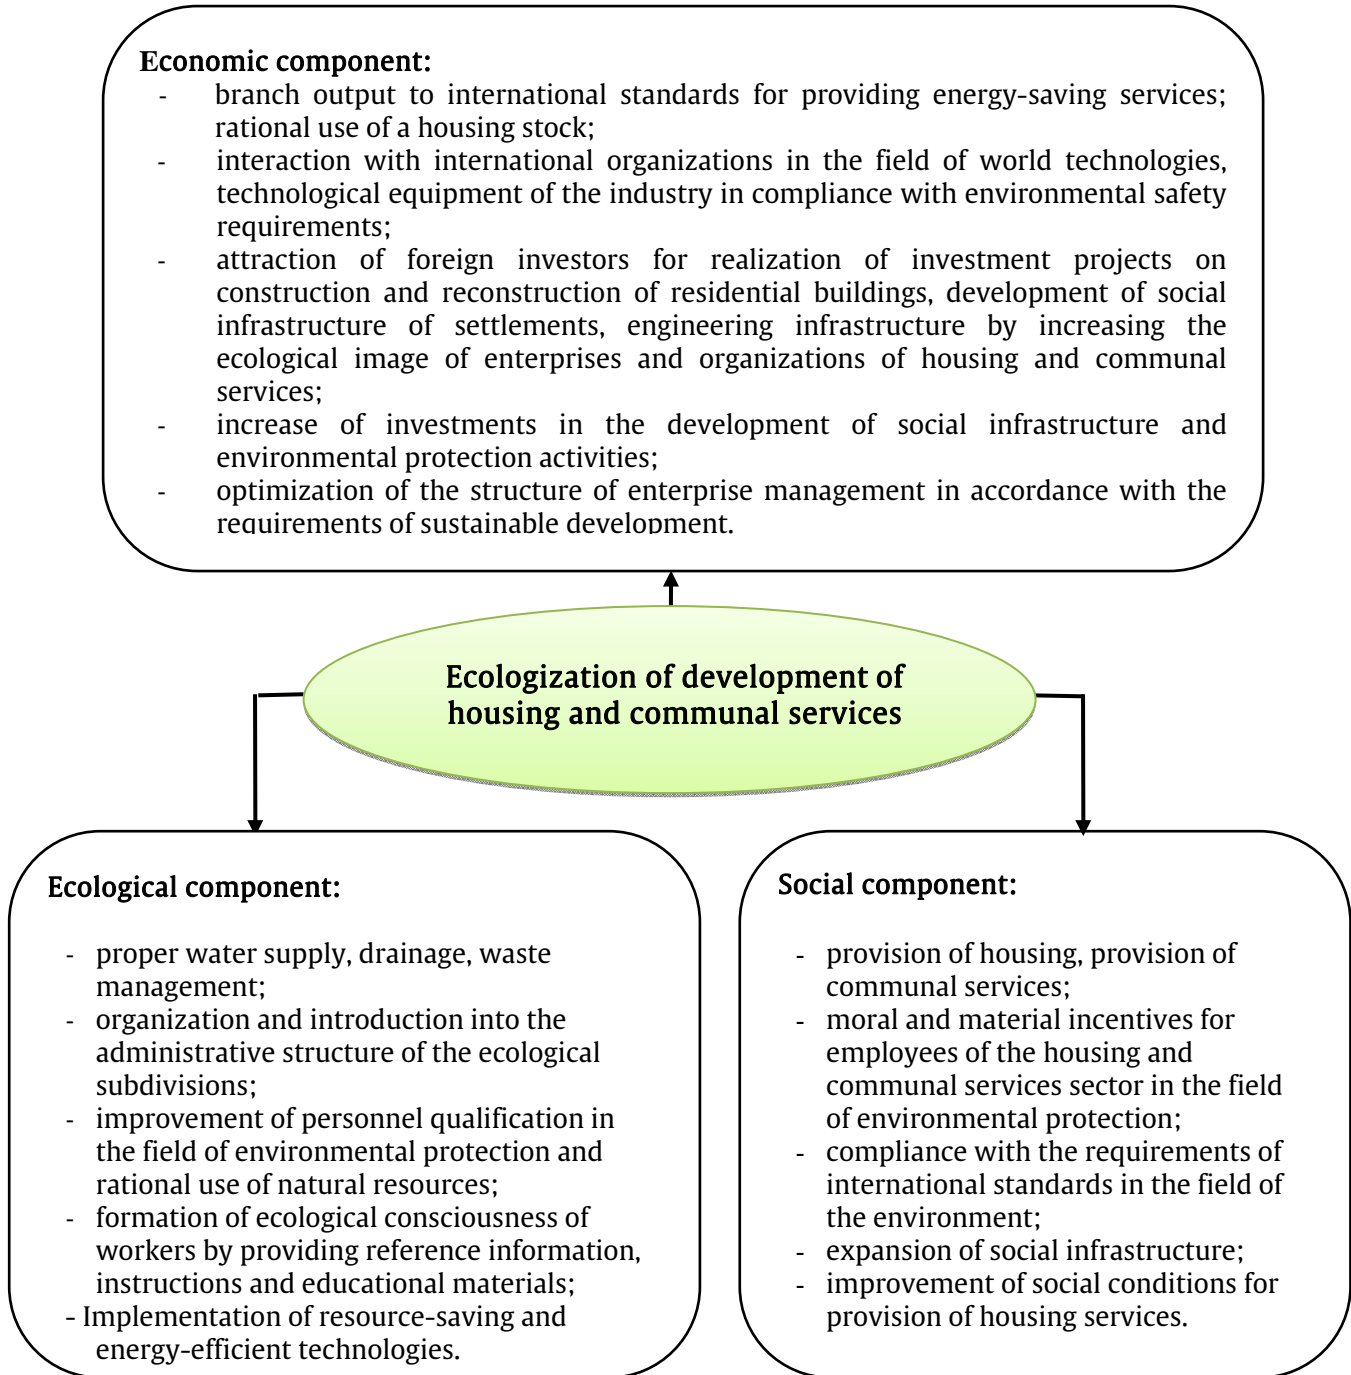 Economic component:
- branch output to international standards for providing energy-saving services;
rational use of a housing stock;
- interaction with international organizations in the field of world technologies,
technological equipment of the industry in compliance with environmental safety
requirements;
- attraction of foreign investors for realization of investment projects on
construction and reconstruction of residential buildings, development of social
infrastructure of settlements, engineering infrastructure by increasing the
ecological image of enterprises and organizations of housing and communal
services;
- increase of investments in the development of social infrastructure and
environmental protection activities;
- optimization of the structure of enterprise management in accordance with the
requirements of sustainable development.
Ecologization of development of
housing and communal services
Ecological component:
- proper water supply, drainage, waste
management;
- organization and introduction into the
administrative structure of the ecological
subdivisions;
- improvement of personnel qualification in
the field of environmental protection and
rational use of natural resources;
- formation of ecological consciousness of
workers by providing reference information,
instructions and educational materials;
- Implementation of resource-saving and
energy-efficient technologies.
Social component:
- provision of housing, provision of
communal services;
- moral and material incentives for
employees of the housing and
communal services sector in the field
of environmental protection;
- compliance with the requirements of
international standards in the field of
the environment;
- expansion of social infrastructure;
- improvement of social conditions for
provision of housing services.